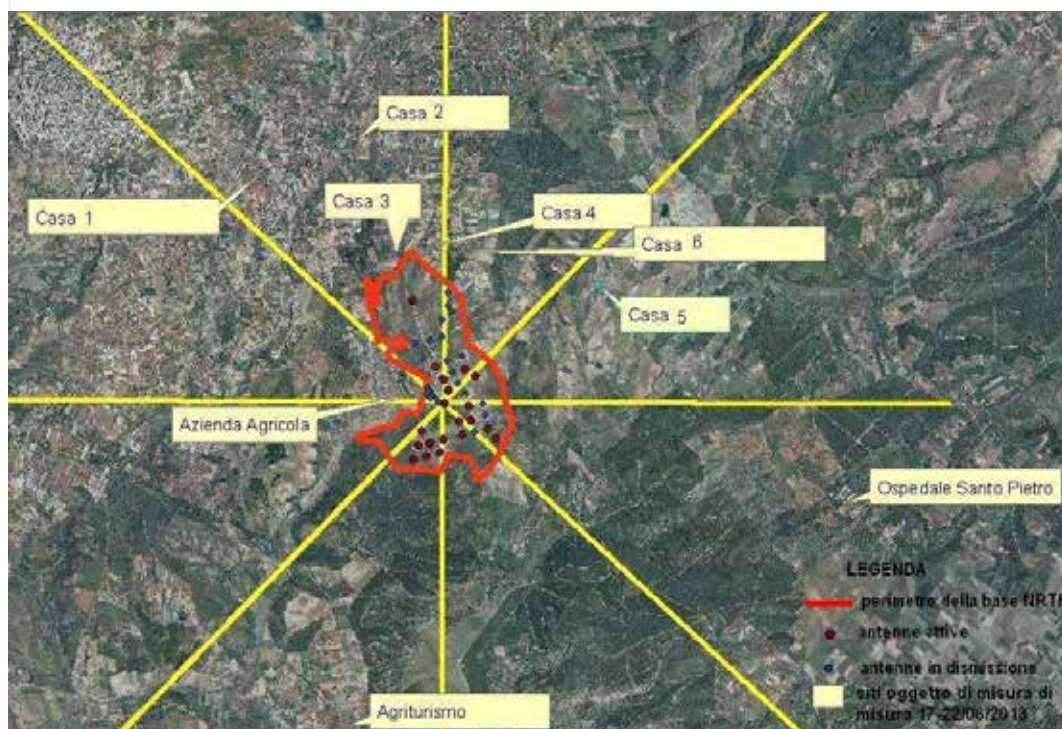 Casa 2
Casa 3
Casa 1
Casa 4
Casa 6
Casa 5
Azienda Agricola
Ospedale Santo Pietro
LEGENDA
perimetro della base
antenne attive
antenne in dismissione
siti oggetto di misura di
misura 17-22/06/2013
Agriturismo